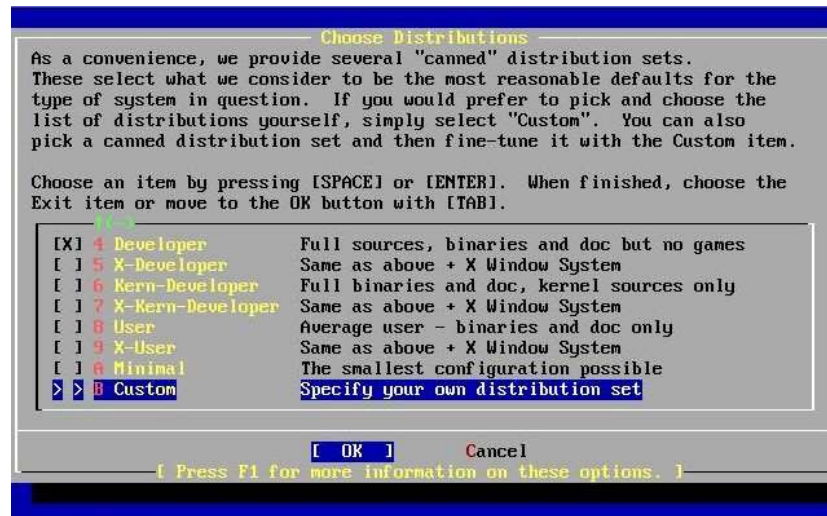 Choose Distributions
As a convenience, we provide several "canned" distribution sets.
These select what we consider to be the most reasonable defaults for the
type of system in question.  If you would prefer to pick and choose the
list of distributions yourself, simply select "Custom".  You can also
pick a canned distribution set and then fine-tune it with the Custom item.
Choose an item by pressing [SPACE] or [ENTER].  When finished, choose the
Exit item or move to the OK button with [TAB].
^(-)
[X] 4 Developer Full sources, binaries and doc but no games
[ ] 5 X-Developer Same as above + X Window System
[ ] 6 Kern-Developer Full binaries and doc, kernel sources only
[ ] 7 X-Kern-Developer Same as above + X Window System
[ ] 8 User Average user - binaries and doc only
[ ] 9 X-User Same as above + X Window System
[ ] A Minimal The smallest configuration possible
> > B Custom Specify your own distribution set
[ OK ] Cancel
[ Press F1 for more information on these options. ]